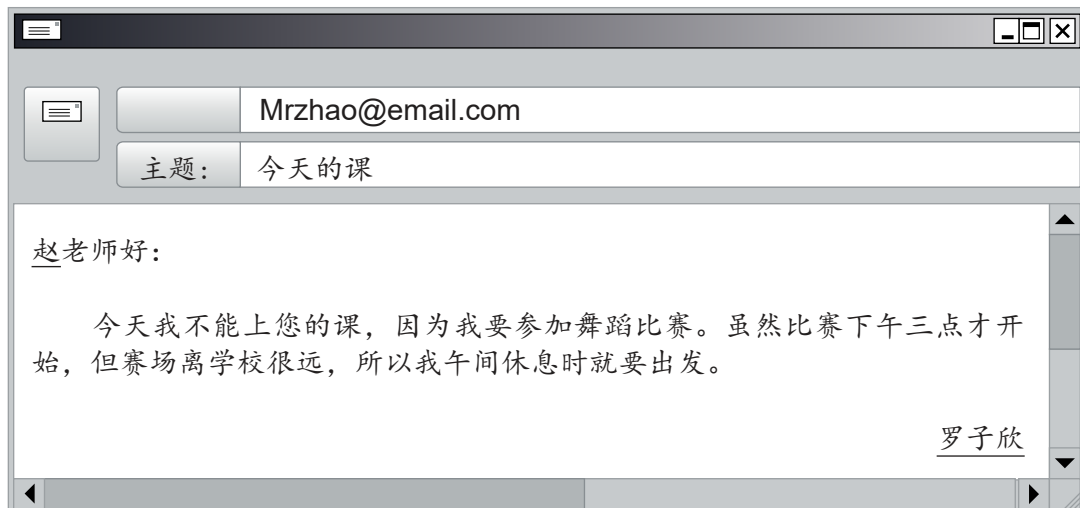 Mrzhao@email.com
主题： 今天的课
赵老师好：
今天我不能上您的课，因为我要参加舞蹈比赛。虽然比赛下午三点才开
始，但赛场离学校很远，所以我午间休息时就要出发。
罗子欣